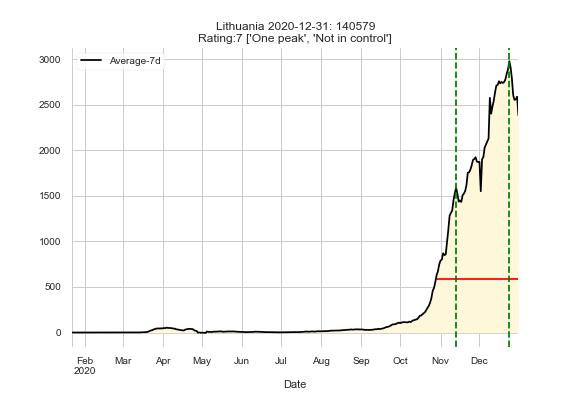 Lithuania 2020-12-31: 140579
Rating:7 ['One peak', 'Not in control']
Average-7d
3000
2500
2000
1500
1000
500
0
Feb Mar Apr May Jun Jul Aug Sep Oct Nov Dec
2020
Date